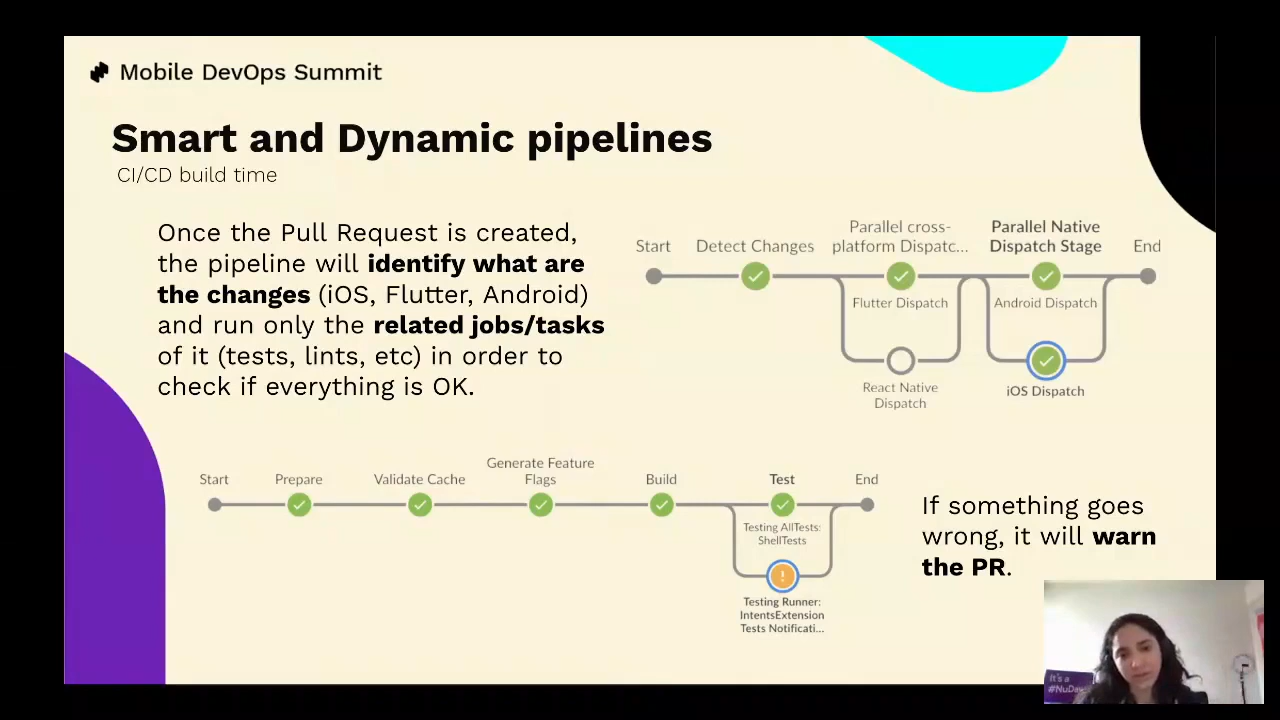 Mobile DevOps Summit
Smart and Dynamic pipelines
CI/CD build time
Once the Pull Request is created,
the pipeline will identify what are
the changes (iOS, Flutter, Android)
and run only the related jobs/tasks
of it (tests, lints, etc) in order to
check if everything is OK.
Start
Detect Changes
Parallel cross-
platform Dispatc...
Parallel Native
Dispatch Stage
End
Flutter Dispatch
Android Dispatch
React Native
Dispatch
iOS Dispatch
Start
Prepare
Validate Cache
Generate Feature
Flags
Build
Test
End
Testing AllTests:
ShellTests
Testing Runner:
IntentsExtension
Tests Notificati...
If something goes
wrong, it will warn
the PR.
It's a